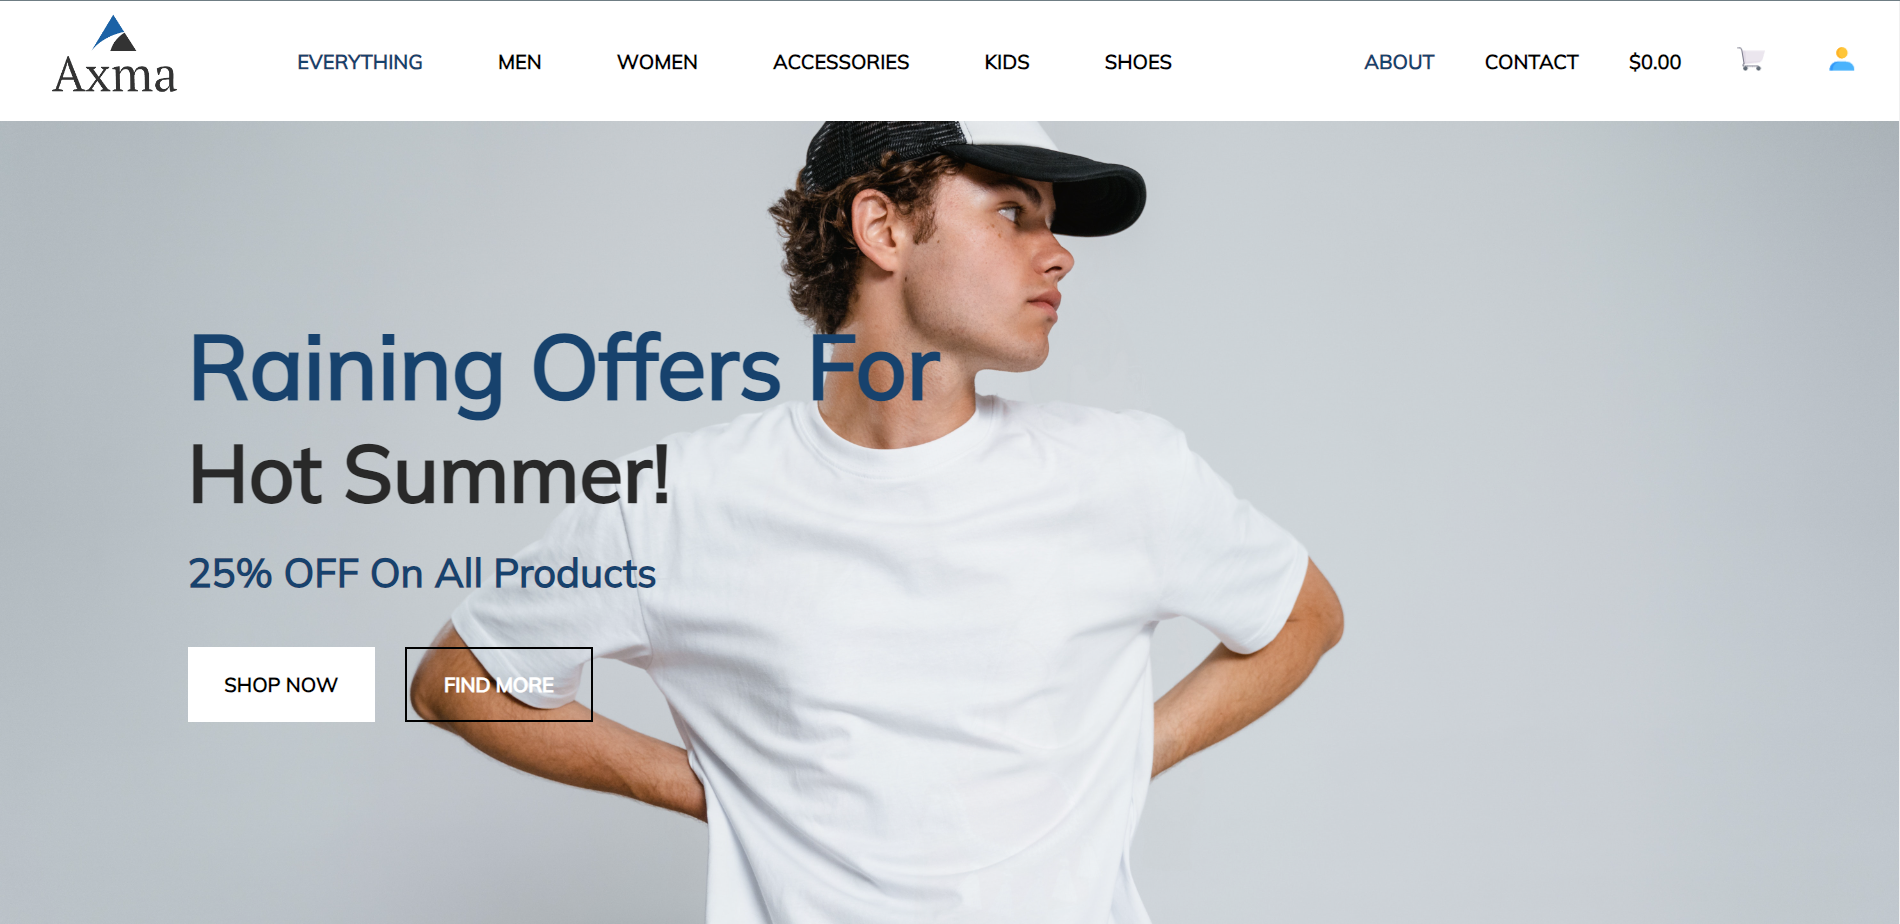 Axma
EVERYTHING MEN WOMEN ACCESSORIES KIDS SHOES ABOUT CONTACT $0.00
Raining Offers For
Hot Summer!
25% OFF On All Products
SHOP NOW FIND MORE